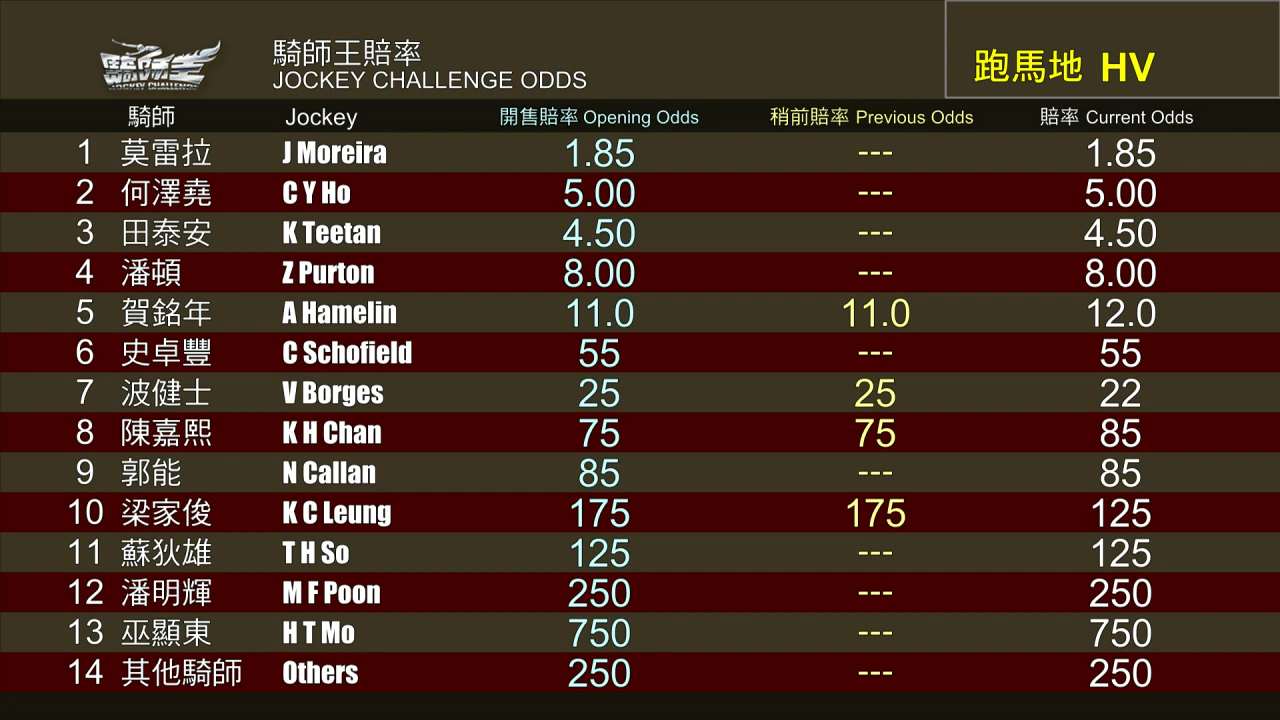 騎師王
JOCKEY CHALLENGE
騎師王賠率
JOCKEY CHALLENGE ODDS
跑馬地 HV
騎師 Jockey 開售賠率 Opening Odds 稍前賠率 Previous Odds 賠率 Current Odds
1 莫雷拉 J Moreira 1.85 --- 1.85
2 何澤堯 C Y Ho 5.00 --- 5.00
3 田泰安 K Teetan 4.50 --- 4.50
4 潘頓 Z Purton 8.00 --- 8.00
5 賀銘年 A Hamelin 11.0 11.0 12.0
6 史卓豐 C Schofield 55 --- 55
7 波健士 V Borges 25 25 22
8 陳嘉熙 K H Chan 75 75 85
9 郭能 N Callan 85 --- 85
10 梁家俊 K C Leung 175 175 125
11 蘇狄雄 T H So 125 --- 125
12 潘明輝 M F Poon 250 --- 250
13 巫顯東 H T Mo 750 --- 750
14 其他騎師 Others 250 --- 250